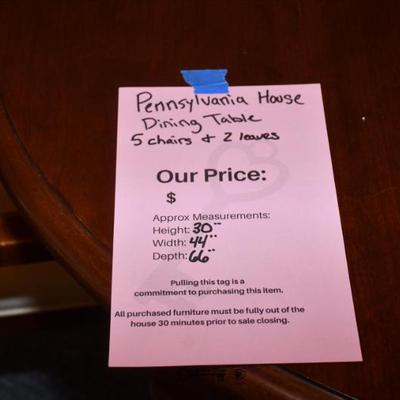 Pennsylvania House
Dining Table
5 chairs + 2 leaves
Our Price:
$
Approx Measurements:
Height: 30"
Width: 44"
Depth: 66"
Pulling this tag is a
commitment to purchasing this item.
All purchased furniture must be fully out of the
house 30 minutes prior to sale closing.